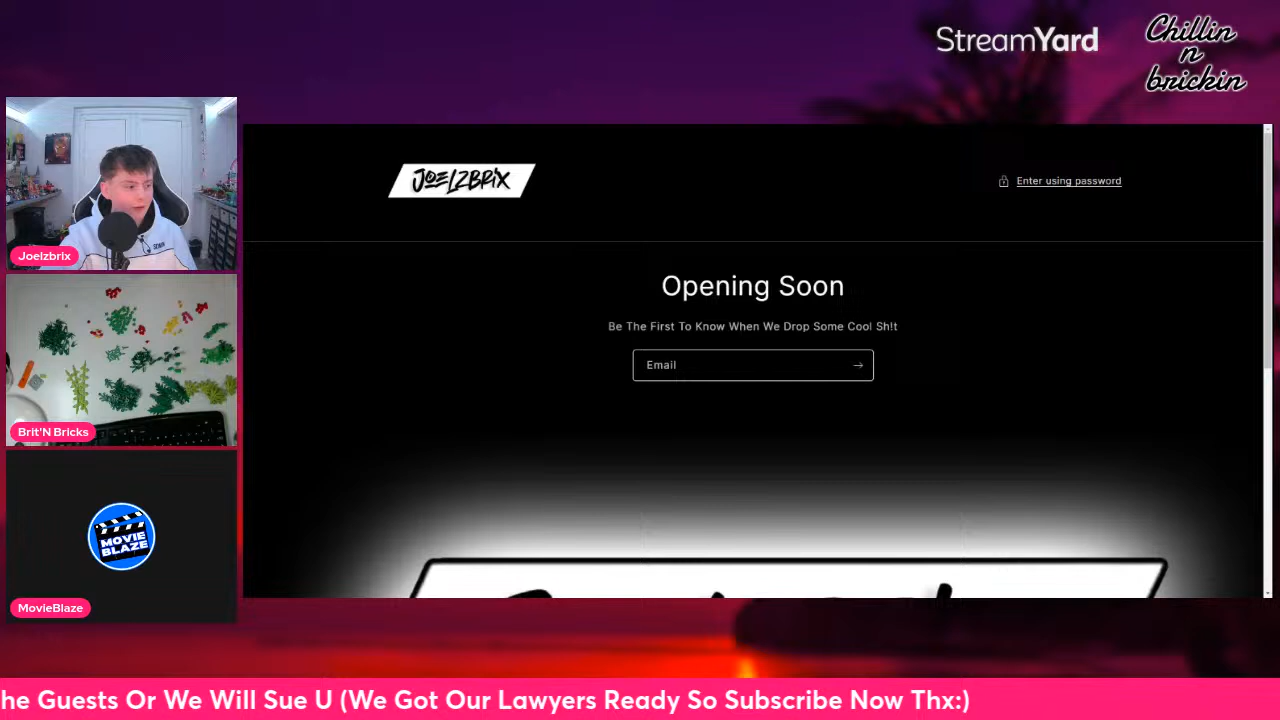 StreamYard
Chillin
n
brickin
JOELZBRIX
Enter using password
Opening Soon
Be The First To Know When We Drop Some Cool Sh!t
Email
Joelzbrix
Brit'N Bricks
MOVIE
BLAZE
MovieBlaze
he Guests Or We Will Sue U (We Got Our Lawyers Ready So Subscribe Now Thx:)